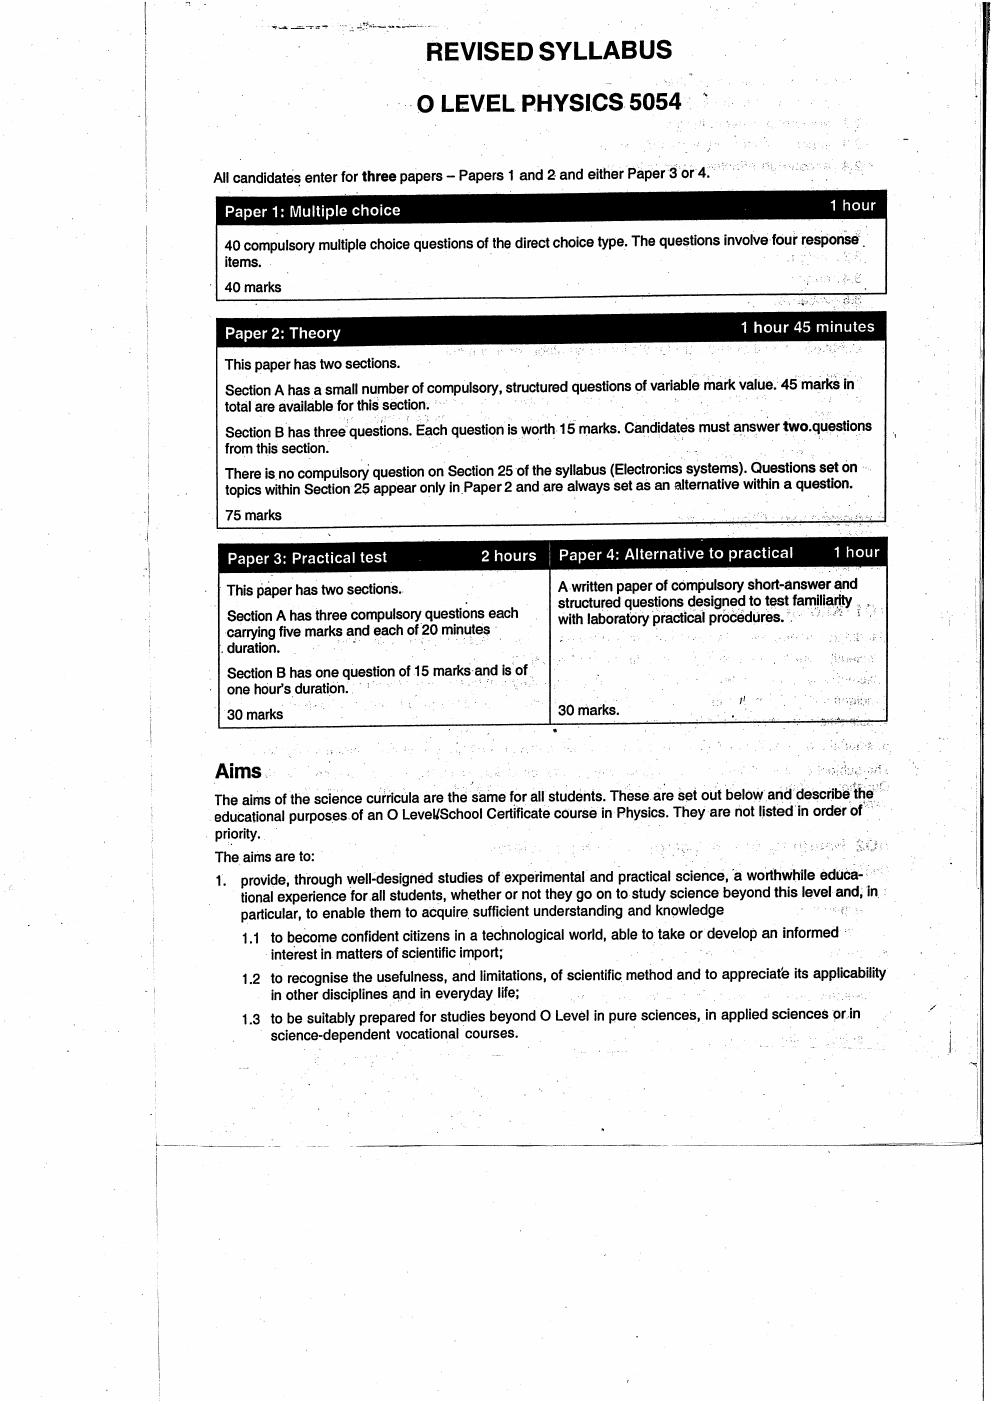 REVISED SYLLABUS
O LEVEL PHYSICS 5054
All candidates enter for three papers – Papers 1 and 2 and either Paper 3 or 4.
Paper 1: Multiple choice 1 hour
40 compulsory multiple choice questions of the direct choice type. The questions involve four response
items.
40 marks
Paper 2: Theory 1 hour 45 minutes
This paper has two sections.
Section A has a small number of compulsory, structured questions of variable mark value. 45 marks in
total are available for this section.
Section B has three questions. Each question is worth 15 marks. Candidates must answer two questions
from this section.
There is no compulsory question on Section 25 of the syllabus (Electronics systems). Questions set on
topics within Section 25 appear only in Paper 2 and are always set as an alternative within a question.
75 marks
Paper 3: Practical test 2 hours
This paper has two sections.
Section A has three compulsory questions each
carrying five marks and each of 20 minutes
duration.
Section B has one question of 15 marks and is of
one hour's duration.
30 marks
Paper 4: Alternative to practical 1 hour
A written paper of compulsory short-answer and
structured questions designed to test familiarity
with laboratory practical procedures.
30 marks.
Aims
The aims of the science curricula are the same for all students. These are set out below and describe the
educational purposes of an O Level/School Certificate course in Physics. They are not listed in order of
priority.
The aims are to:
1. provide, through well-designed studies of experimental and practical science, a worthwhile educa-
tional experience for all students, whether or not they go on to study science beyond this level and, in
particular, to enable them to acquire sufficient understanding and knowledge
1.1 to become confident citizens in a technological world, able to take or develop an informed
interest in matters of scientific import;
1.2 to recognise the usefulness, and limitations, of scientific method and to appreciate its applicability
in other disciplines and in everyday life;
1.3 to be suitably prepared for studies beyond O Level in pure sciences, in applied sciences or in
science-dependent vocational courses.